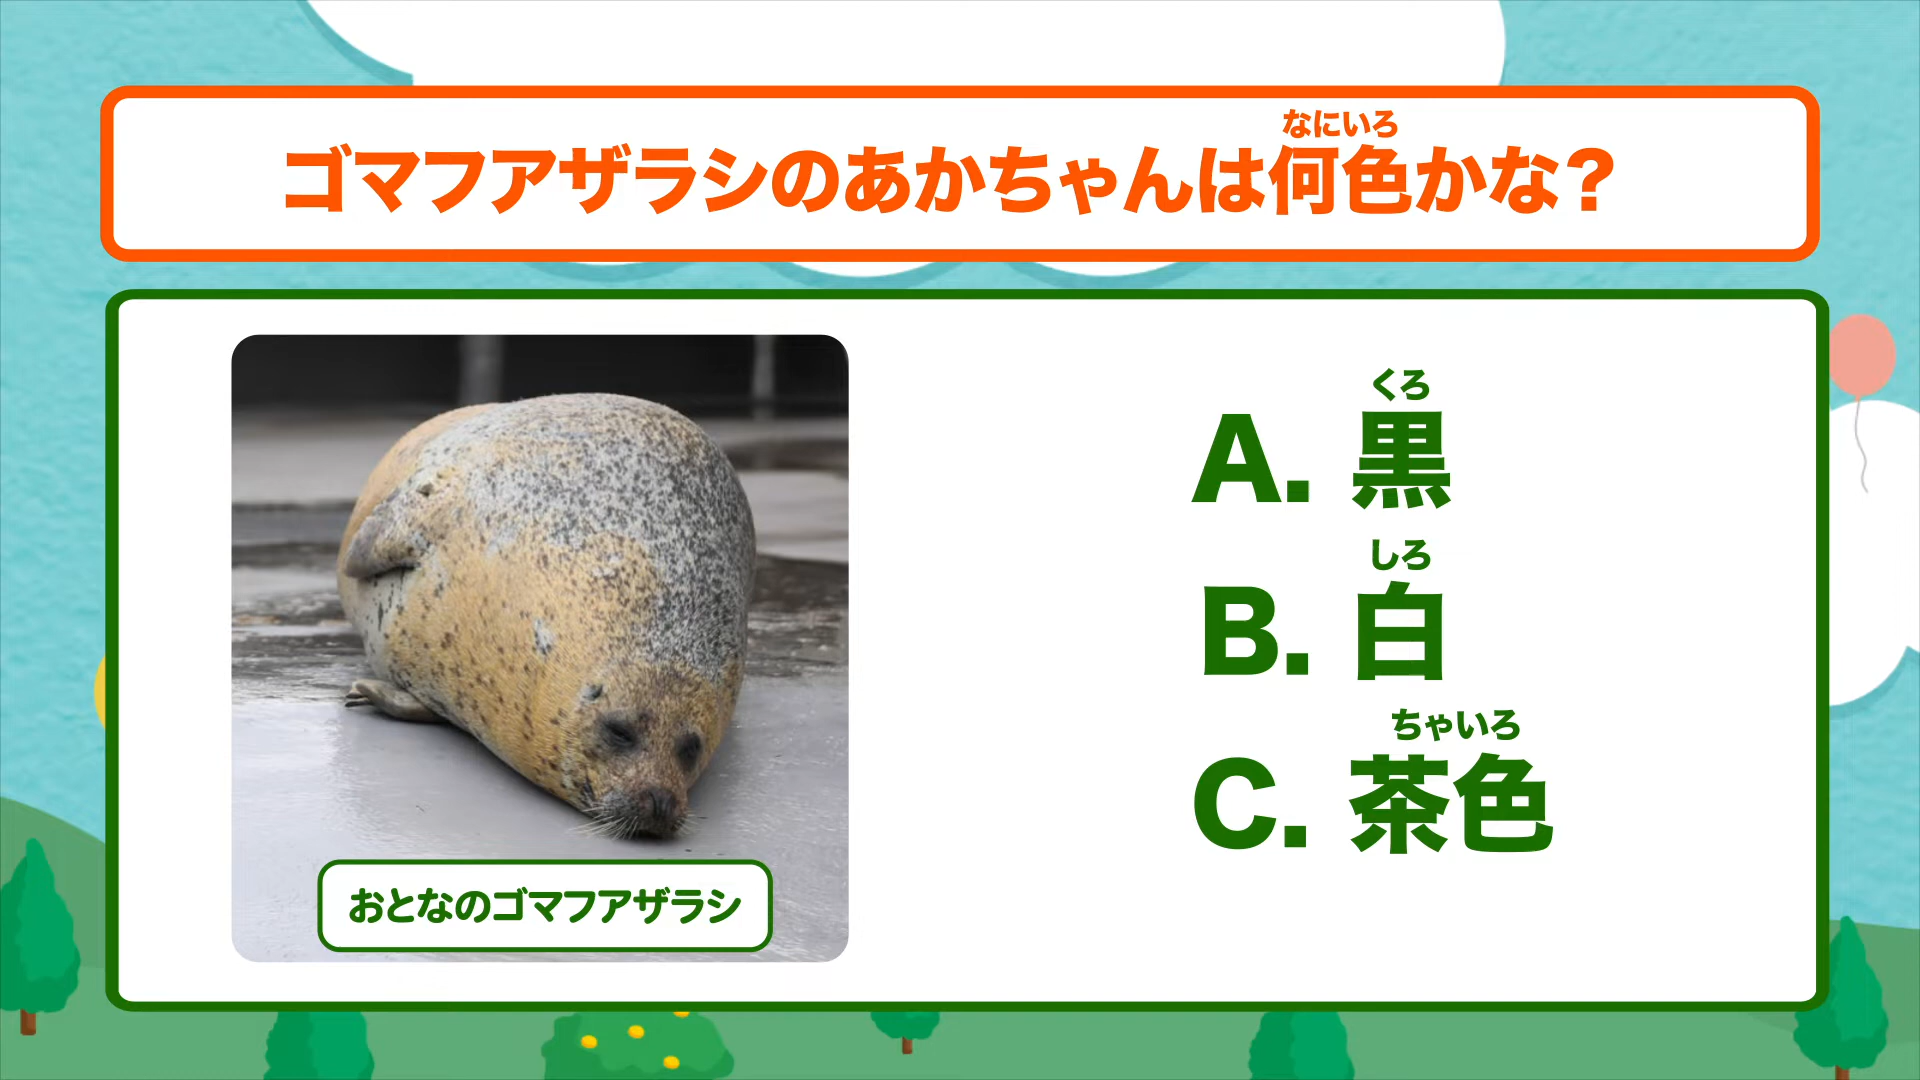 なにいろ
ゴマフアザラシのあかちゃんは何色かな？
くろ
A. 黒
しろ
B. 白
ちゃいろ
C. 茶色
おとなのゴマフアザラシ